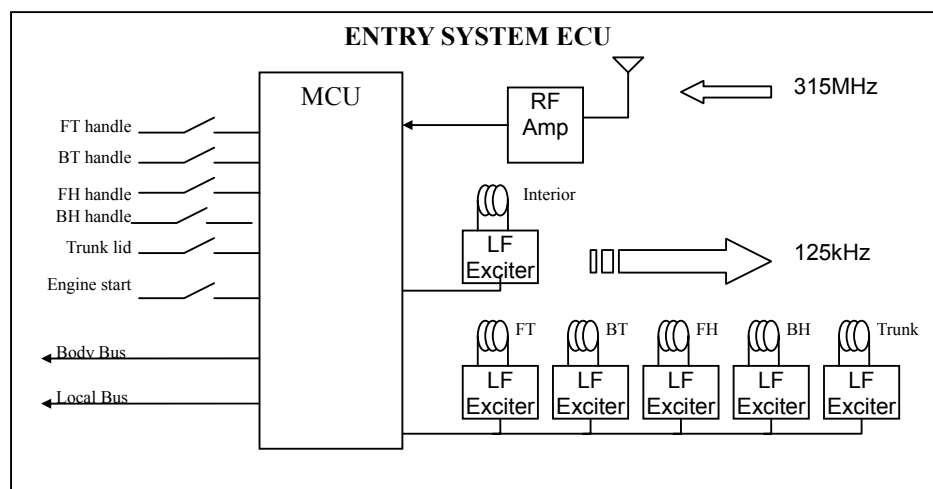 ENTRY SYSTEM ECU
MCU
RF
Amp
315MHz
FT handle
BT handle
FH handle
BH handle
Trunk lid
Engine start
Body Bus
Local Bus
Interior
LF
Exciter
125kHz
FT
BT
FH
BH
Trunk
LF
Exciter
LF
Exciter
LF
Exciter
LF
Exciter
LF
Exciter